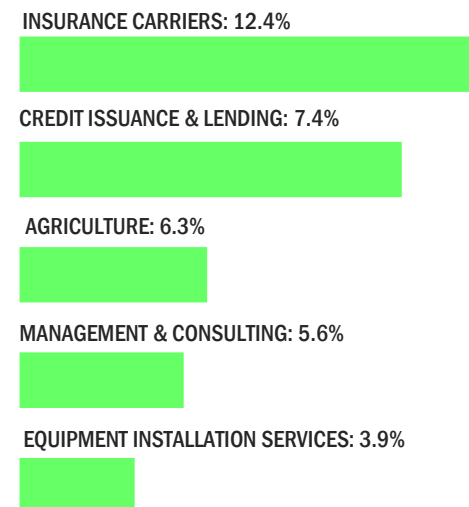 INSURANCE CARRIERS: 12.4%
CREDIT ISSUANCE & LENDING: 7.4%
AGRICULTURE: 6.3%
MANAGEMENT & CONSULTING: 5.6%
EQUIPMENT INSTALLATION SERVICES: 3.9%